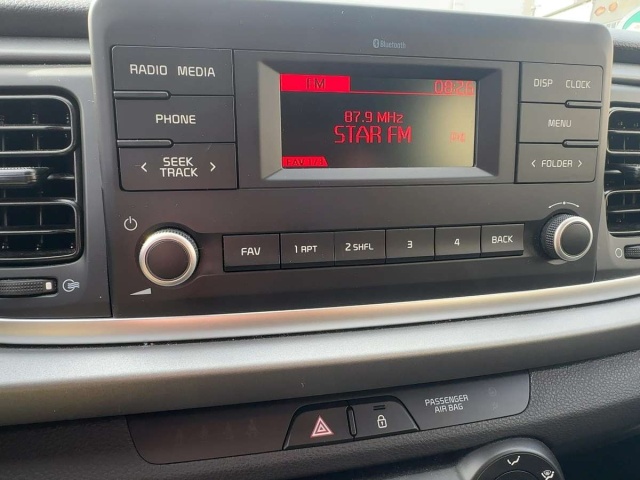 Bluetooth
RADIO MEDIA
FM
DISP CLOCK
87.9 MHz
PHONE
STAR FM
MENU
< SEEK TRACK >
< FOLDER >
FAV
1 RPT
2 SHFL
3
4
BACK
PASSENGER
AIR BAG